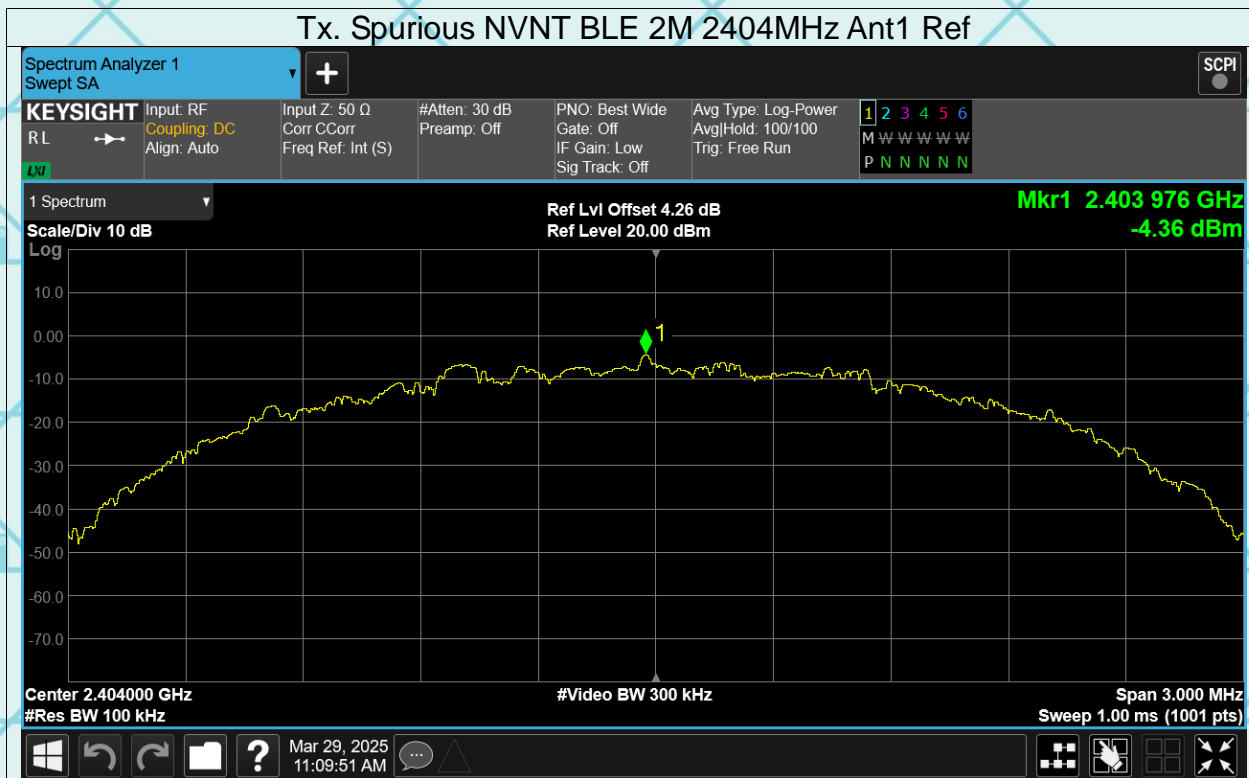 Tx. Spurious NVNT BLE 2M 2404MHz Ant1 Ref
Spectrum Analyzer 1
Swept SA
SCPI
KEYSIGHT
RL
LXI
Input: RF
Coupling: DC
Align: Auto
Input Z: 50 Ω
Corr CCorr
Freq Ref: Int (S)
#Atten: 30 dB
Preamp: Off
PNO: Best Wide
Gate: Off
IF Gain: Low
Sig Track: Off
Avg Type: Log-Power
Avg|Hold: 100/100
Trig: Free Run
1 2 3 4 5 6
M W W W W W
P N N N N N
1 Spectrum
Scale/Div 10 dB
Ref Lvl Offset 4.26 dB
Ref Level 20.00 dBm
Mkr1 2.403 976 GHz
-4.36 dBm
Log
10.0
0.00
-10.0
-20.0
-30.0
-40.0
-50.0
-60.0
-70.0
1
Center 2.404000 GHz
#Video BW 300 kHz
Span 3.000 MHz
#Res BW 100 kHz
Sweep 1.00 ms (1001 pts)
?
Mar 29, 2025
11:09:51 AM